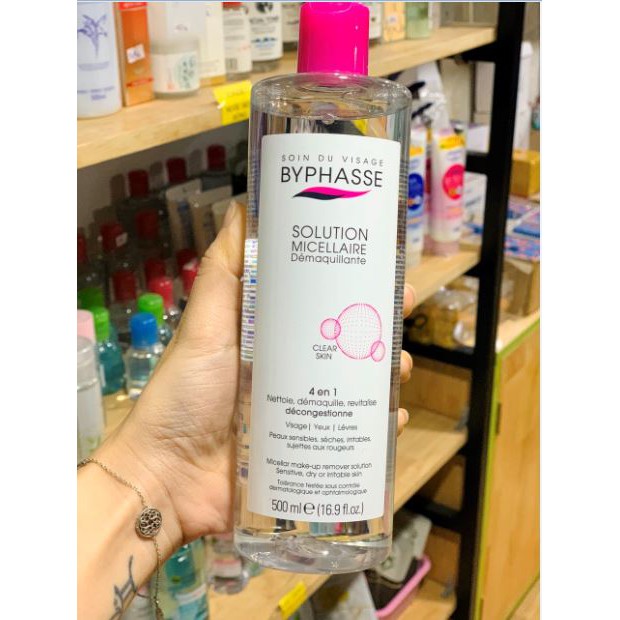 SOIN DU VISAGE
BYPHASSE
SOLUTION
MICELLAIRE
Démaquillante
CLEAR
SKIN
4 en 1
Nettoie, démaquille, revitalise
décongestionne
Visage | Yeux | Lèvres
Peaux sensibles, sèches, irritables,
sujettes aux rougeurs
Micellar make-up remover solution
Sensitive, dry or irritable skin
Tolérance testée sous contrôle
dermatologique et ophtalmologique
500 ml e (16.9 fl.oz.)